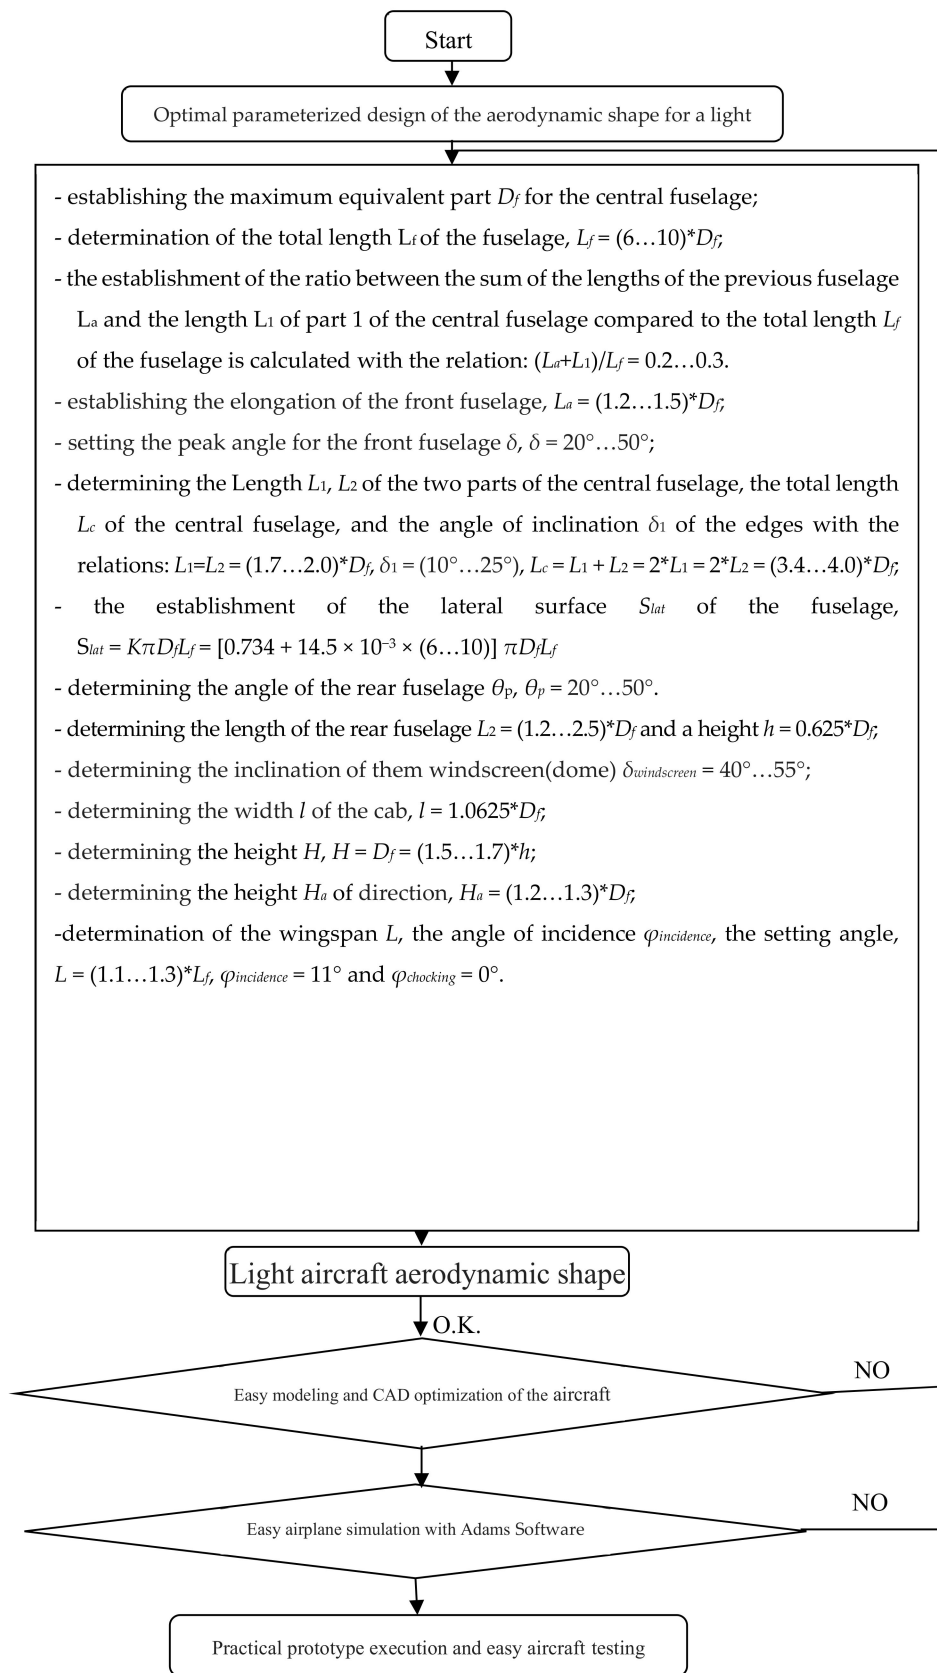 Start
Optimal parameterized design of the aerodynamic shape for a light
- establishing the maximum equivalent part Df for the central fuselage;
- determination of the total length Lf of the fuselage, Lf = (6…10)*Df;
- the establishment of the ratio between the sum of the lengths of the previous fuselage
La and the length L1 of part 1 of the central fuselage compared to the total length Lf
of the fuselage is calculated with the relation: (La+L1)/Lf = 0.2…0.3.
- establishing the elongation of the front fuselage, La = (1.2…1.5)*Df;
- setting the peak angle for the front fuselage δ, δ = 20°…50°;
- determining the Length L1, L2 of the two parts of the central fuselage, the total length
Lc of the central fuselage, and the angle of inclination δ1 of the edges with the
relations: L1=L2 = (1.7…2.0)*Df, δ1 = (10°…25°), Lc = L1 + L2 = 2*L1 = 2*L2 = (3.4…4.0)*Df;
- the establishment of the lateral surface Slat of the fuselage,
Slat = KπDfLf = [0.734 + 14.5 × 10⁻³ × (6…10)] πDfLf
- determining the angle of the rear fuselage θp, θp = 20°…50°.
- determining the length of the rear fuselage L2 = (1.2…2.5)*Df and a height h = 0.625*Df;
- determining the inclination of them windscreen(dome) δwindscreen = 40°…55°;
- determining the width l of the cab, l = 1.0625*Df;
- determining the height H, H = Df = (1.5…1.7)*h;
- determining the height Ha of direction, Ha = (1.2…1.3)*Df;
-determination of the wingspan L, the angle of incidence φincidence, the setting angle,
L = (1.1…1.3)*Lf, φincidence = 11° and φchocking = 0°.
Light aircraft aerodynamic shape
O.K.
NO
Easy modeling and CAD optimization of the aircraft
NO
Easy airplane simulation with Adams Software
Practical prototype execution and easy aircraft testing